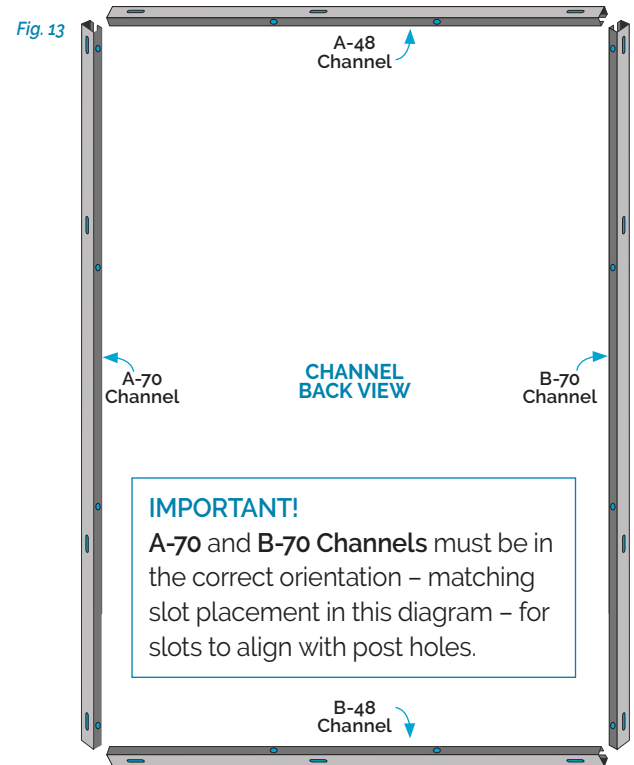 Fig. 13
A-48
Channel
A-70
Channel
CHANNEL
BACK VIEW
B-70
Channel
IMPORTANT!
A-70 and B-70 Channels must be in
the correct orientation – matching
slot placement in this diagram – for
slots to align with post holes.
B-48
Channel